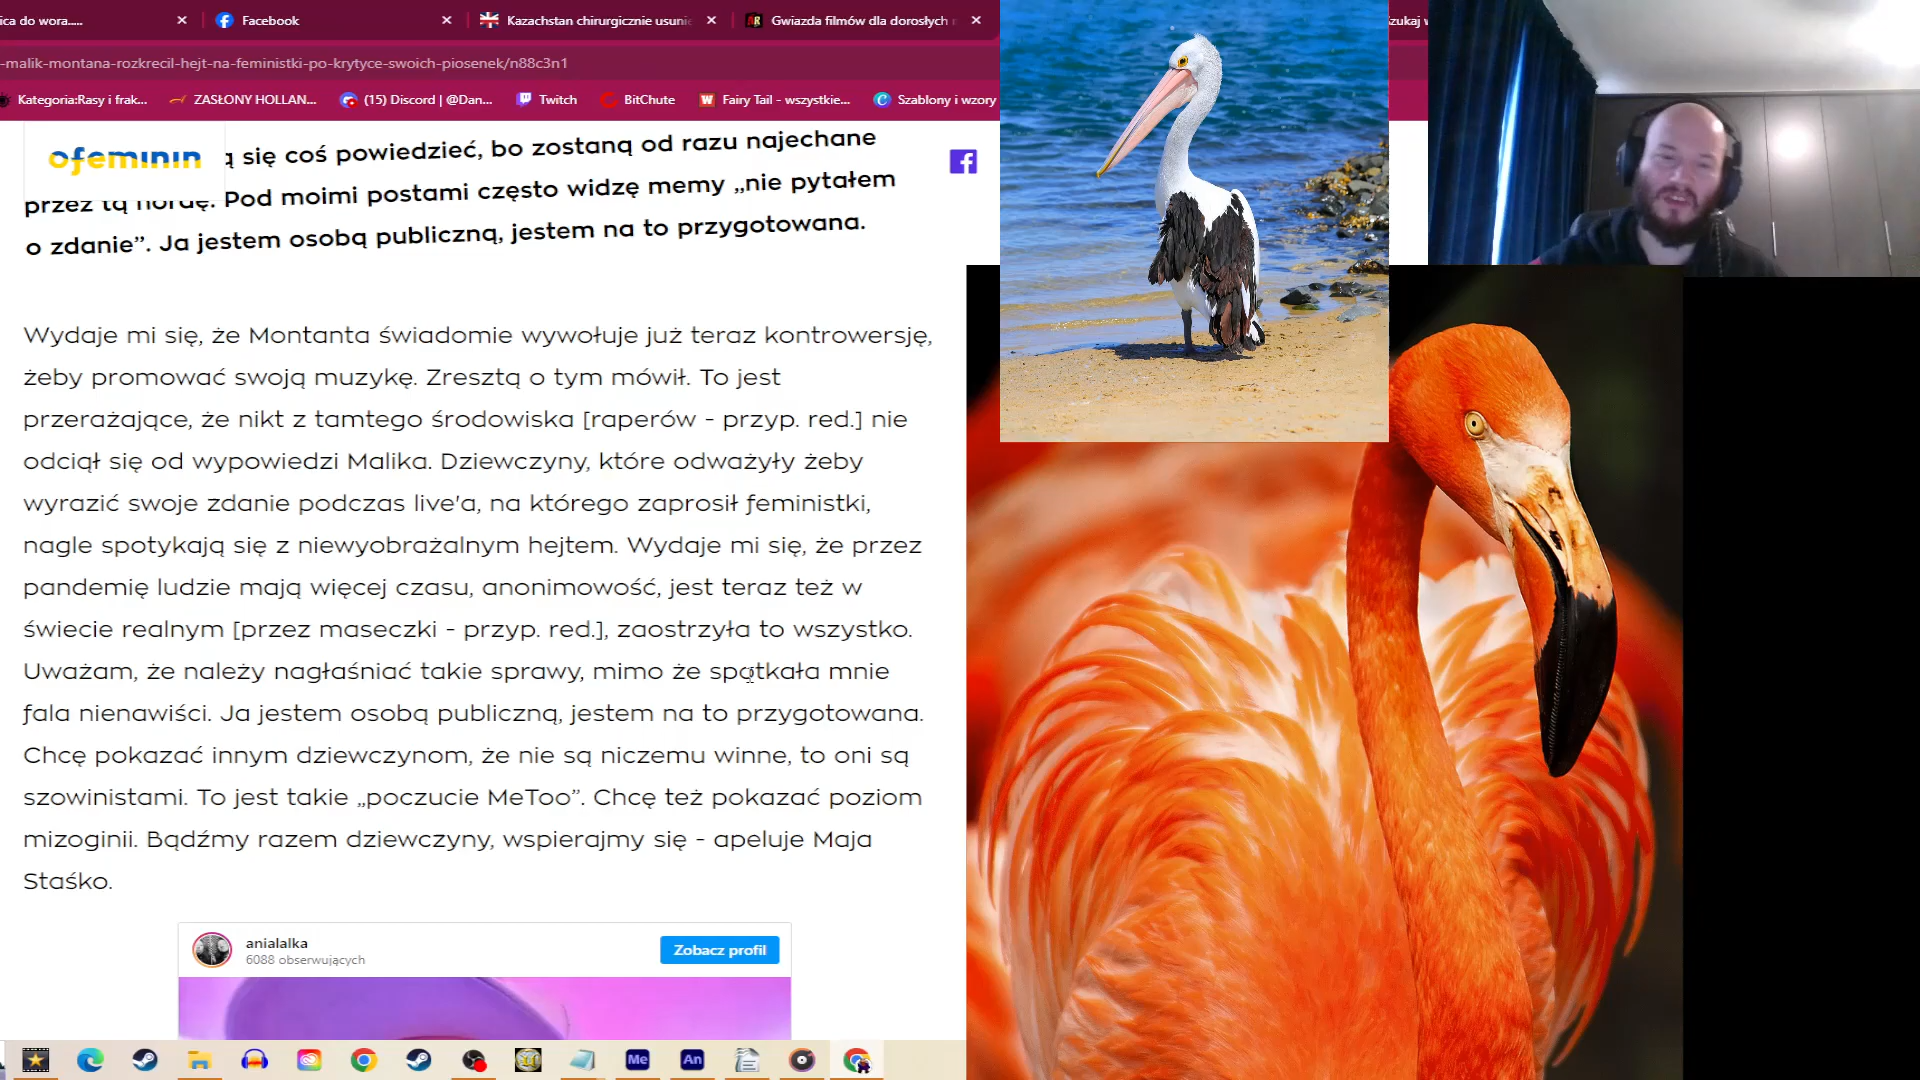 ica do wora.....
Facebook
Kazachstan chirurgicznie usunie
Gwiazda filmów dla dorosłych
-malik-montana-rozkrecil-hejt-na-feministki-po-krytyce-swoich-piosenek/n88c3n1
Kategoria:Rasy i frak...
ZASŁONY HOLLAN...
(15) Discord | @Dan...
Twitch
BitChute
Fairy Tail - wszystkie...
Szablony i wzory
ofeminin
ą się coś powiedzieć, bo zostaną od razu najechane
przez tą hordę. Pod moimi postami często widzę memy „nie pytałem
o zdanie”. Ja jestem osobą publiczną, jestem na to przygotowana.
Wydaje mi się, że Montanta świadomie wywołuje już teraz kontrowersję,
żeby promować swoją muzykę. Zresztą o tym mówił. To jest
przerażające, że nikt z tamtego środowiska [raperów - przyp. red.] nie
odciął się od wypowiedzi Malika. Dziewczyny, które odważyły żeby
wyrazić swoje zdanie podczas live'a, na którego zaprosił feministki,
nagle spotykają się z niewyobrażalnym hejtem. Wydaje mi się, że przez
pandemię ludzie mają więcej czasu, anonimowość, jest teraz też w
świecie realnym [przez maseczki - przyp. red.], zaostrzyła to wszystko.
Uważam, że należy nagłaśniać takie sprawy, mimo że spotkała mnie
fala nienawiści. Ja jestem osobą publiczną, jestem na to przygotowana.
Chcę pokazać innym dziewczynom, że nie są niczemu winne, to oni są
szowinistami. To jest takie „poczucie MeToo”. Chcę też pokazać poziom
mizoginii. Bądźmy razem dziewczyny, wspierajmy się - apeluje Maja
Staśko.
anialalka
6088 obserwujących
Zobacz profil
Me
An